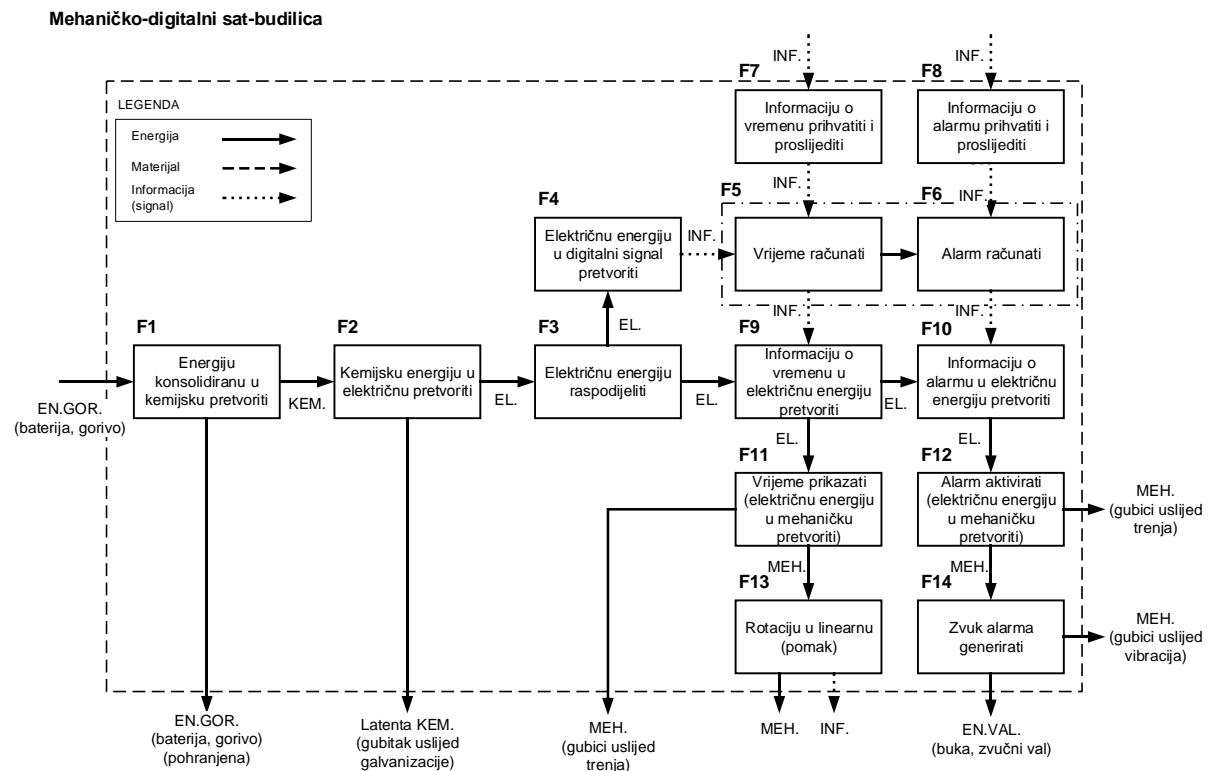 Mehaničko-digitalni sat-budilica
LEGENDA
Energija
Materijal
Informacija
(signal)
INF.
INF.
F7
Informaciju o
vremenu prihvatiti i
proslijediti
F8
Informaciju o
alarmu prihvatiti i
proslijediti
INF.
INF.
F4
Električnu energiju
u digitalni signal
pretvoriti
INF.
F5
Vrijeme računati
F6
Alarm računati
EL.
INF.
INF.
F1
Energiju
konsolidiranu u
kemijsku pretvoriti
F2
Kemijsku energiju u
električnu pretvoriti
F3
Električnu energiju
raspodijeliti
F9
Informaciju o
vremenu u
električnu energiju
pretvoriti
F10
Informaciju o
alarmu u električnu
energiju pretvoriti
EN.GOR.
(baterija, gorivo)
KEM.
EL.
EL.
EL.
EL.
EL.
F11
Vrijeme prikazati
(električnu energiju
u mehaničku
pretvoriti)
F12
Alarm aktivirati
(električnu energiju
u mehaničku
pretvoriti)
MEH.
(gubici uslijed
trenja)
MEH.
MEH.
F13
Rotaciju u linearnu
(pomak)
F14
Zvuk alarma
generirati
MEH.
(gubici uslijed
vibracija)
EN.GOR.
(baterija, gorivo)
(pohranjena)
Latenta KEM.
(gubitak uslijed
galvanizacije)
MEH.
(gubici uslijed
trenja)
MEH.
INF.
EN.VAL.
(buka, zvučni val)